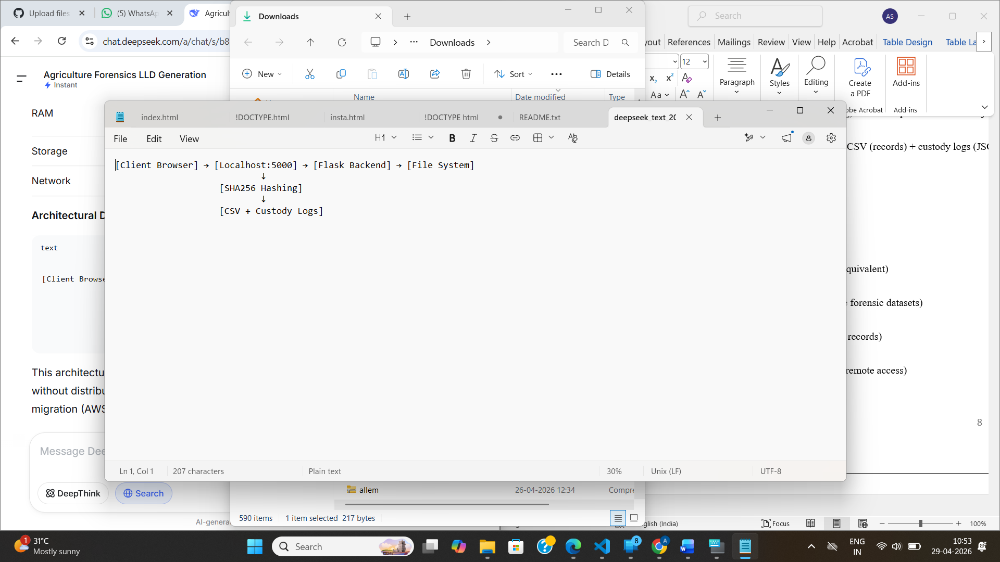 Upload files
(5) WhatsAp
Agricult
chat.deepseek.com/a/chat/s/b8
Agriculture Forensics LLD Generation
Instant
RAM
Storage
Network
Architectural D
text
[Client Browse
This architectu
without distribu
migration (AWS
Message Dee
DeepThink
Search
AI-genera
Downloads
Downloads
Search D
New
Sort
Details
Name
Date modified
Type
allem
26-04-2026 12:34
Compre
590 items
1 item selected 217 bytes
Search
AS
yout
References
Mailings
Review
View
Help
Acrobat
Table Design
Table La
12
Aa
Paragraph
Styles
Editing
Create
a PDF
Add-ins
obe Acrobat
Add-ins
CSV (records) + custody logs (JSO
quivalent)
forensic datasets)
records)
remote access)
8
glish (India)
Focus
100%
index.html
!DOCTYPE.html
insta.html
!DOCTYPE html
README.txt
deepseek_text_20
File
Edit
View
H1
B
I
S
[Client Browser] → [Localhost:5000] → [Flask Backend] → [File System]
↓
[SHA256 Hashing]
↓
[CSV + Custody Logs]
Ln 1, Col 1
207 characters
Plain text
30%
Unix (LF)
UTF-8
1
31°C
Mostly sunny
Search
8
A
ENG
IN
10:53
29-04-2026